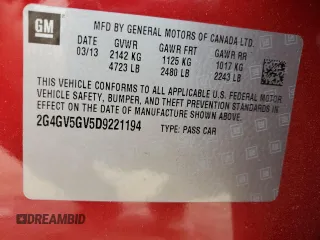 GM
MFD BY GENERAL MOTORS OF CANADA LTD.
DATE GVWR GAWR FRT GAWR RR
03/13 2142 KG 1125 KG 1017 KG
4723 LB 2480 LB 2243 LB
THIS VEHICLE CONFORMS TO ALL APPLICABLE U.S. FEDERAL MOTOR
VEHICLE SAFETY, BUMPER, AND THEFT PREVENTION STANDARDS IN
EFFECT ON THE DATE OF MANUFACTURE SHOWN ABOVE.
2G4GV5GV5D9221194 TYPE: PASS CAR
DREAMBID